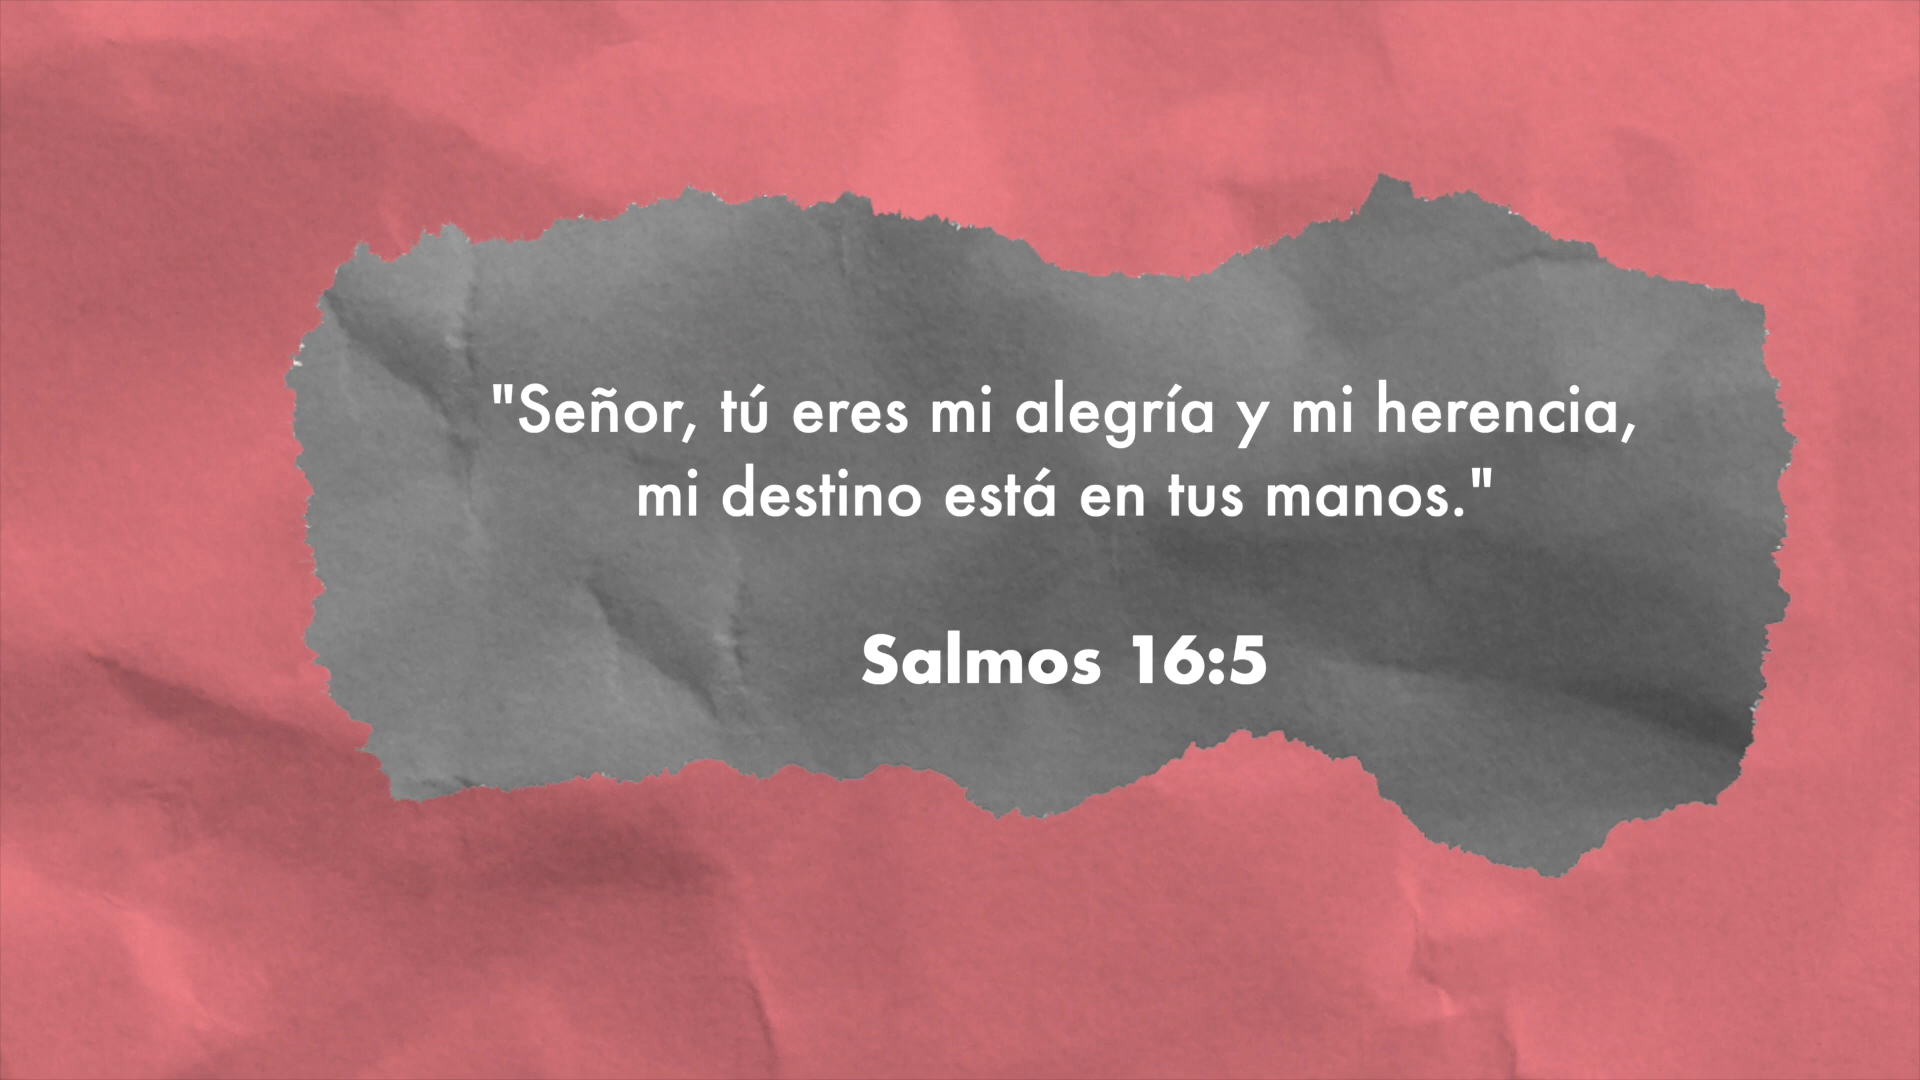 "Señor, tú eres mi alegría y mi herencia,
mi destino está en tus manos."
Salmos 16:5